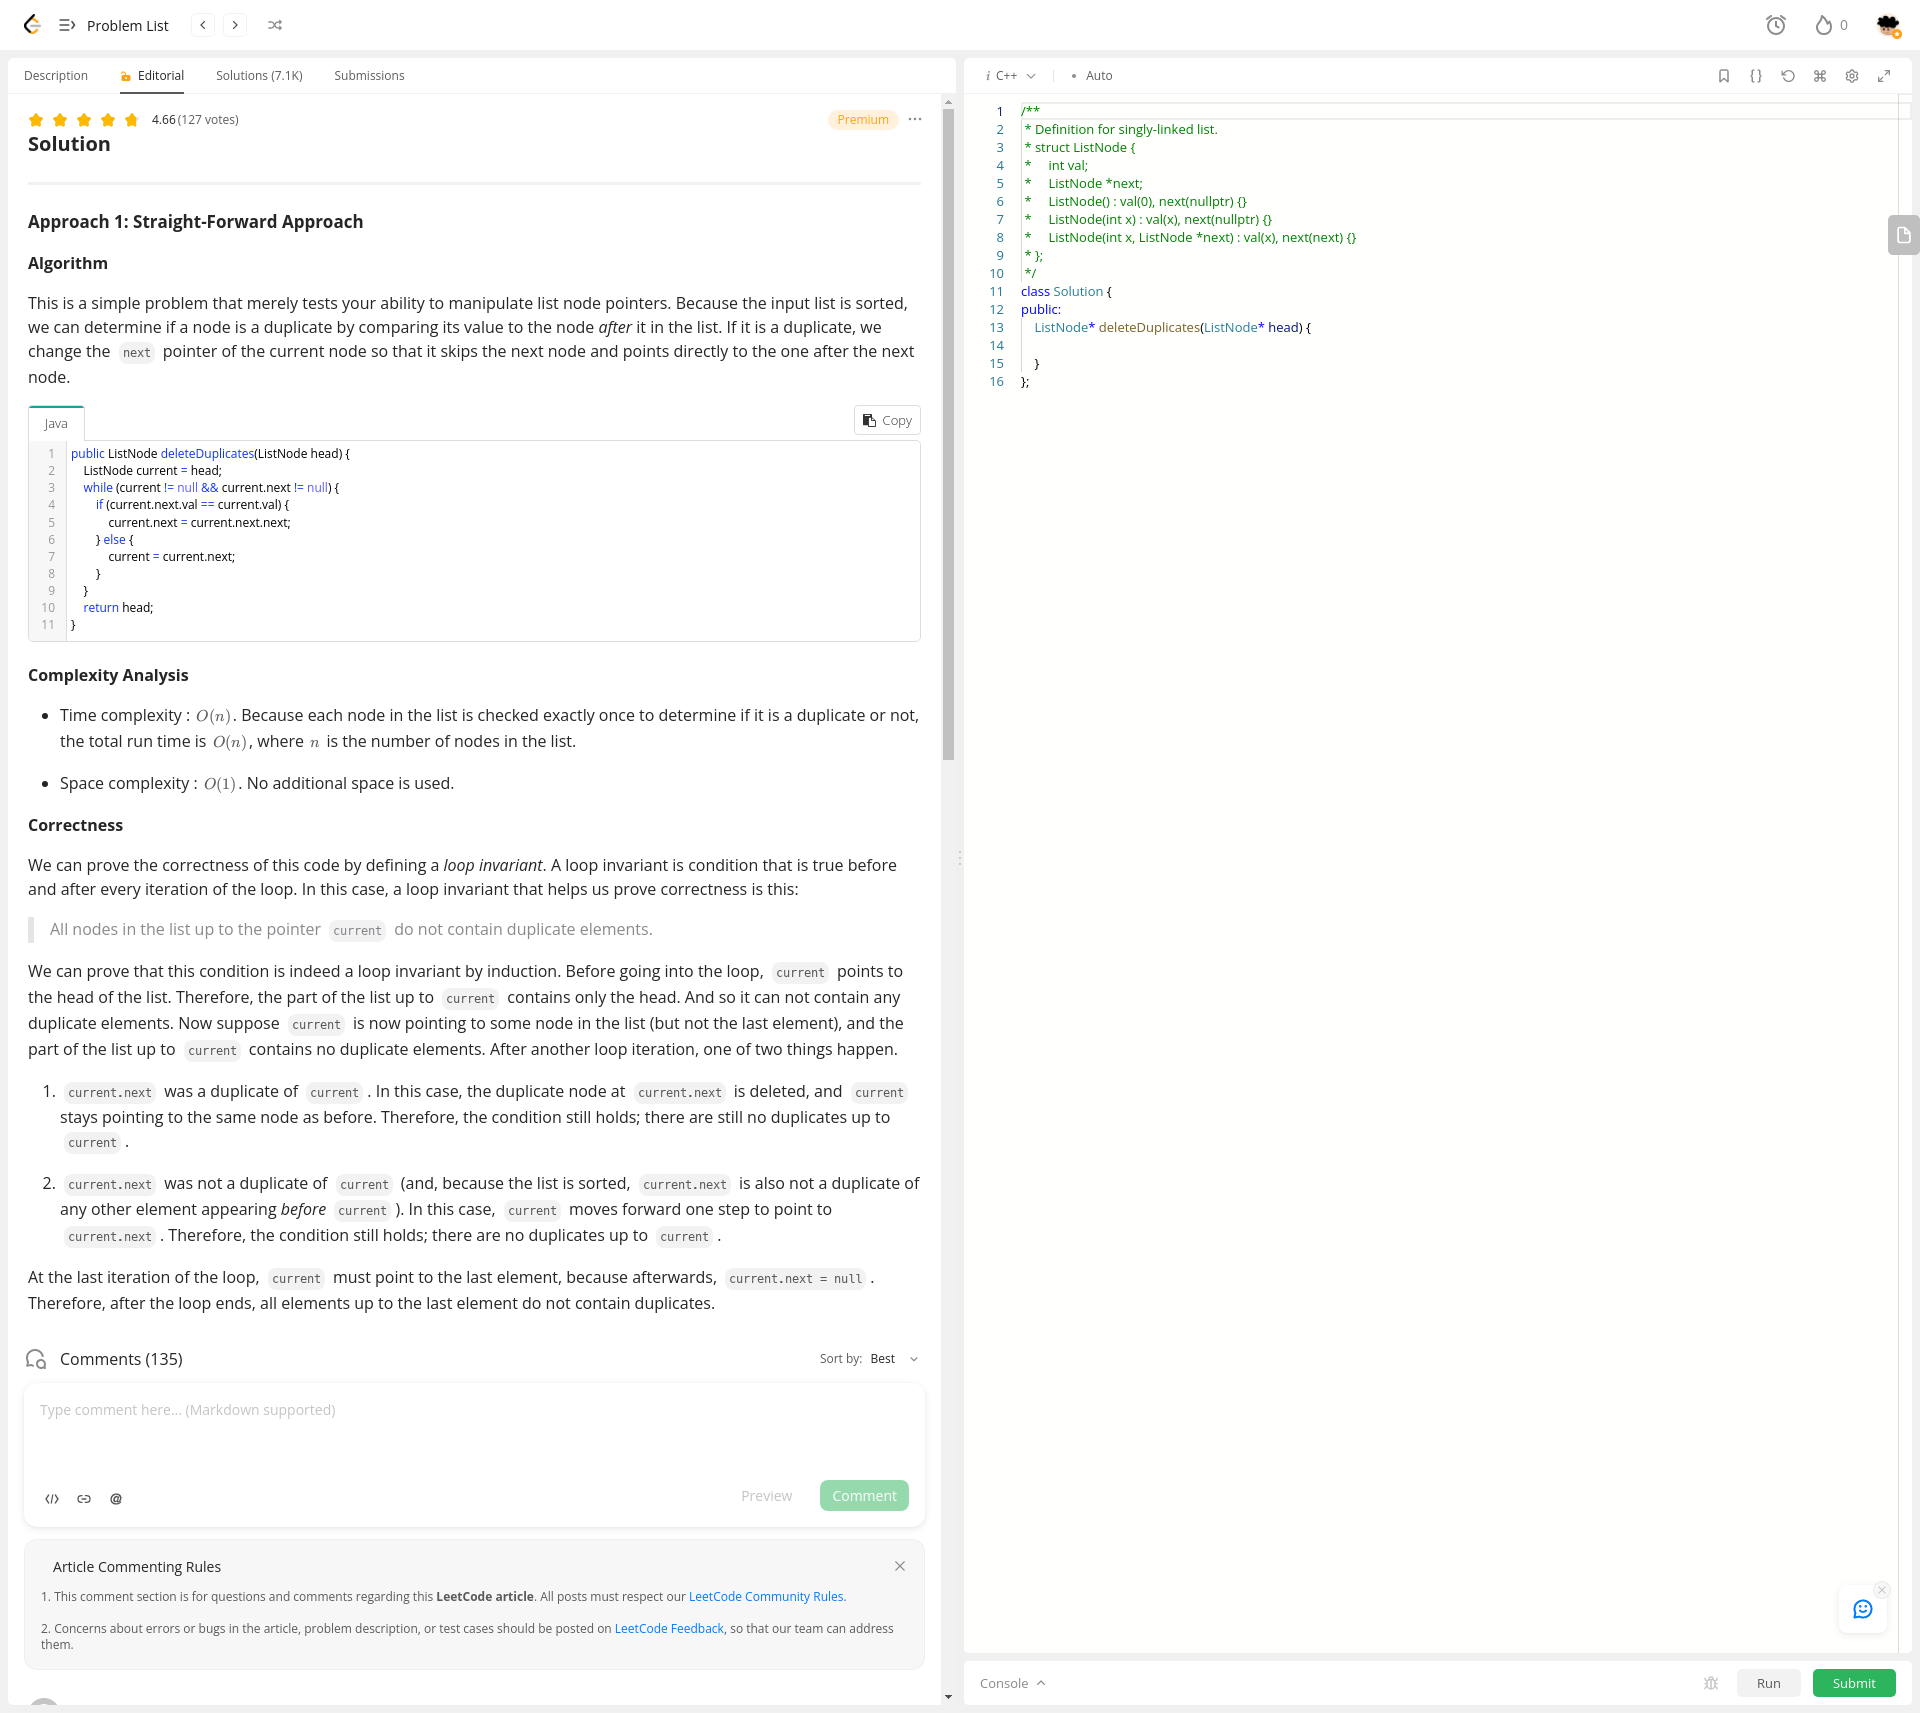 Problem List
0
Description
Editorial
Solutions (7.1K)
Submissions
4.66 (127 votes)
Premium
Solution
Approach 1: Straight-Forward Approach
Algorithm
This is a simple problem that merely tests your ability to manipulate list node pointers. Because the input list is sorted,
we can determine if a node is a duplicate by comparing its value to the node after it in the list. If it is a duplicate, we
change the next pointer of the current node so that it skips the next node and points directly to the one after the next
node.
Java
Copy
1 public ListNode deleteDuplicates(ListNode head) {
2 ListNode current = head;
3 while (current != null && current.next != null) {
4 if (current.next.val == current.val) {
5 current.next = current.next.next;
6 } else {
7 current = current.next;
8 }
9 }
10 return head;
11 }
Complexity Analysis
• Time complexity : O(n). Because each node in the list is checked exactly once to determine if it is a duplicate or not,
the total run time is O(n), where n is the number of nodes in the list.
• Space complexity : O(1). No additional space is used.
Correctness
We can prove the correctness of this code by defining a loop invariant. A loop invariant is condition that is true before
and after every iteration of the loop. In this case, a loop invariant that helps us prove correctness is this:
All nodes in the list up to the pointer current do not contain duplicate elements.
We can prove that this condition is indeed a loop invariant by induction. Before going into the loop, current points to
the head of the list. Therefore, the part of the list up to current contains only the head. And so it can not contain any
duplicate elements. Now suppose current is now pointing to some node in the list (but not the last element), and the
part of the list up to current contains no duplicate elements. After another loop iteration, one of two things happen.
1. current.next was a duplicate of current . In this case, the duplicate node at current.next is deleted, and current
stays pointing to the same node as before. Therefore, the condition still holds; there are still no duplicates up to
current .
2. current.next was not a duplicate of current (and, because the list is sorted, current.next is also not a duplicate of
any other element appearing before current ). In this case, current moves forward one step to point to
current.next . Therefore, the condition still holds; there are no duplicates up to current .
At the last iteration of the loop, current must point to the last element, because afterwards, current.next = null .
Therefore, after the loop ends, all elements up to the last element do not contain duplicates.
Comments (135)
Sort by: Best
Type comment here... (Markdown supported)
</> @
Preview
Comment
Article Commenting Rules
1. This comment section is for questions and comments regarding this LeetCode article. All posts must respect our LeetCode Community Rules.
2. Concerns about errors or bugs in the article, problem description, or test cases should be posted on LeetCode Feedback, so that our team can address
them.
i C++
• Auto
{}
1 /**
2 * Definition for singly-linked list.
3 * struct ListNode {
4 * int val;
5 * ListNode *next;
6 * ListNode() : val(0), next(nullptr) {}
7 * ListNode(int x) : val(x), next(nullptr) {}
8 * ListNode(int x, ListNode *next) : val(x), next(next) {}
9 * };
10 */
11 class Solution {
12 public:
13 ListNode* deleteDuplicates(ListNode* head) {
14
15 }
16 };
Console
Run
Submit